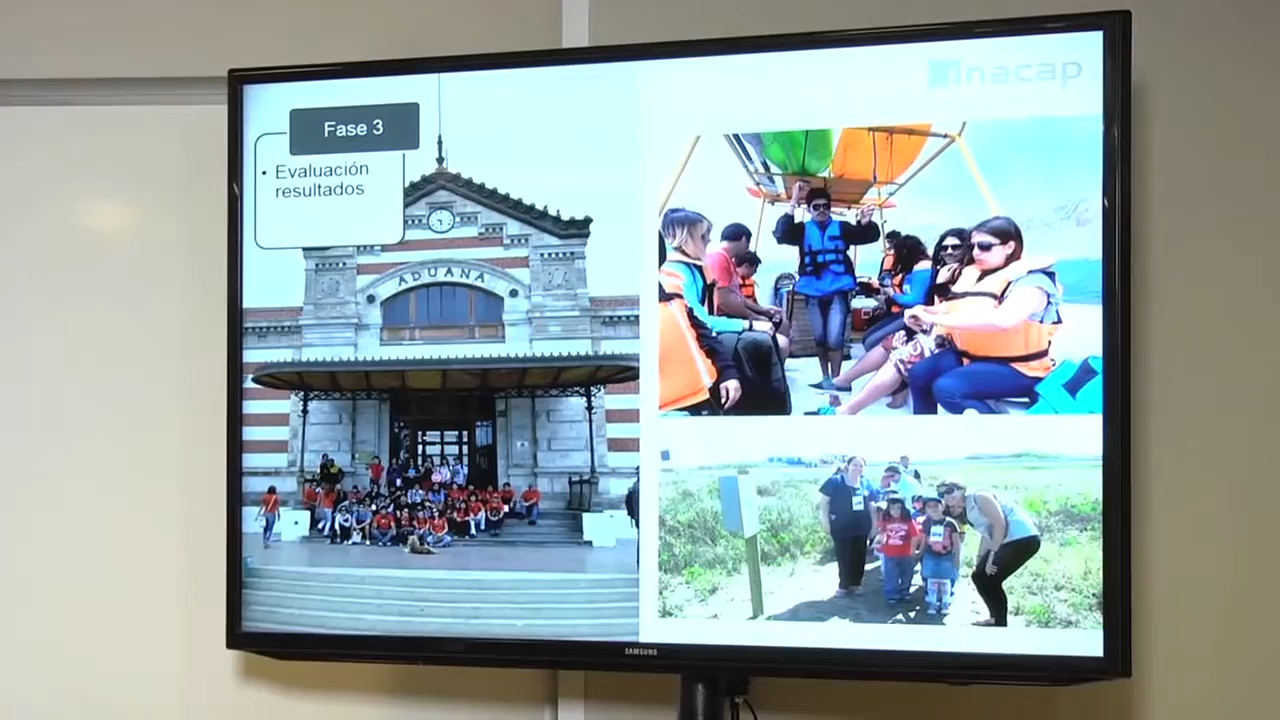 inacap
Fase 3
• Evaluación
resultados
ADUANA
SAMSUNG